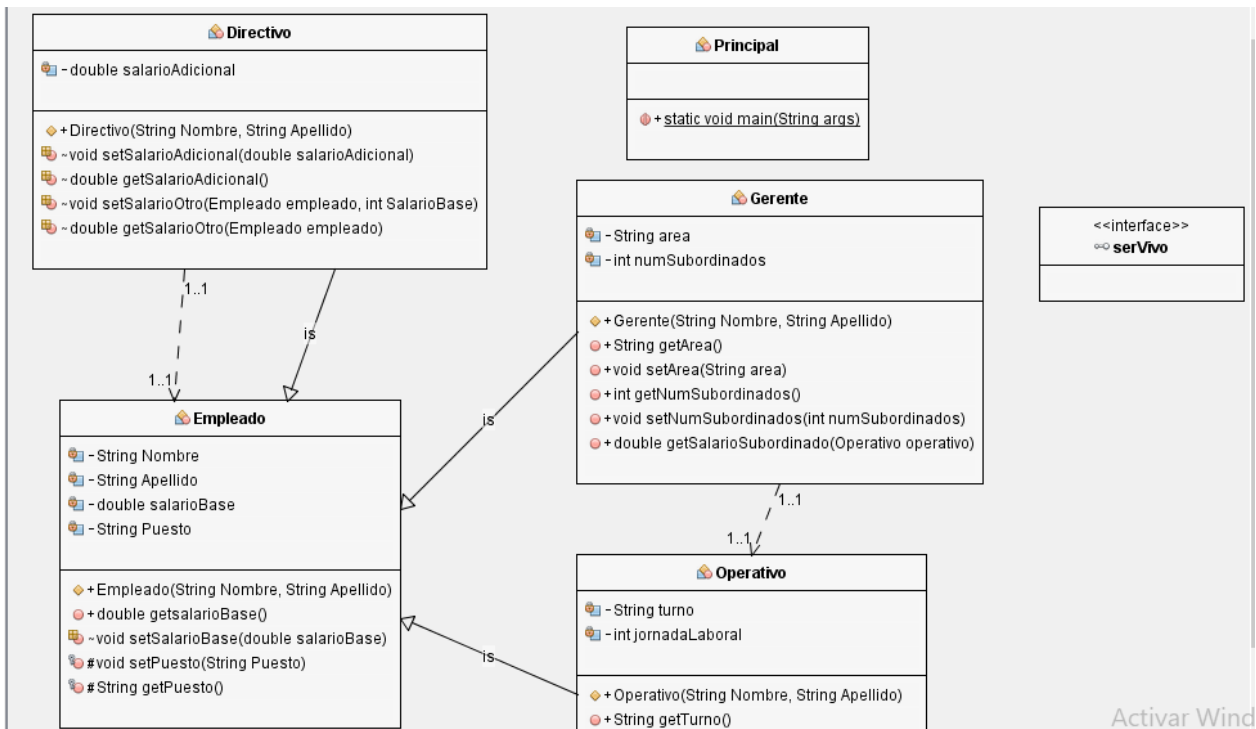 Directivo
- double salarioAdicional
+ Directivo(String Nombre, String Apellido)
~ void setSalarioAdicional(double salarioAdicional)
~ double getSalarioAdicional()
~ void setSalarioOtro(Empleado empleado, int SalarioBase)
~ double getSalarioOtro(Empleado empleado)
Principal
+ static void main(String args)
Gerente
- String area
- int numSubordinados
+ Gerente(String Nombre, String Apellido)
+ String getArea()
+ void setArea(String area)
+ int getNumSubordinados()
+ void setNumSubordinados(int numSubordinados)
+ double getSalarioSubordinado(Operativo operativo)
<<interface>>
serVivo
1..1
is
1..1
is
Empleado
- String Nombre
- String Apellido
- double salarioBase
- String Puesto
+ Empleado(String Nombre, String Apellido)
+ double getsalarioBase()
~ void setSalarioBase(double salarioBase)
# void setPuesto(String Puesto)
# String getPuesto()
1..1
1..1
is
Operativo
- String turno
- int jornadaLaboral
+ Operativo(String Nombre, String Apellido)
+ String getTurno()
Activar Wind